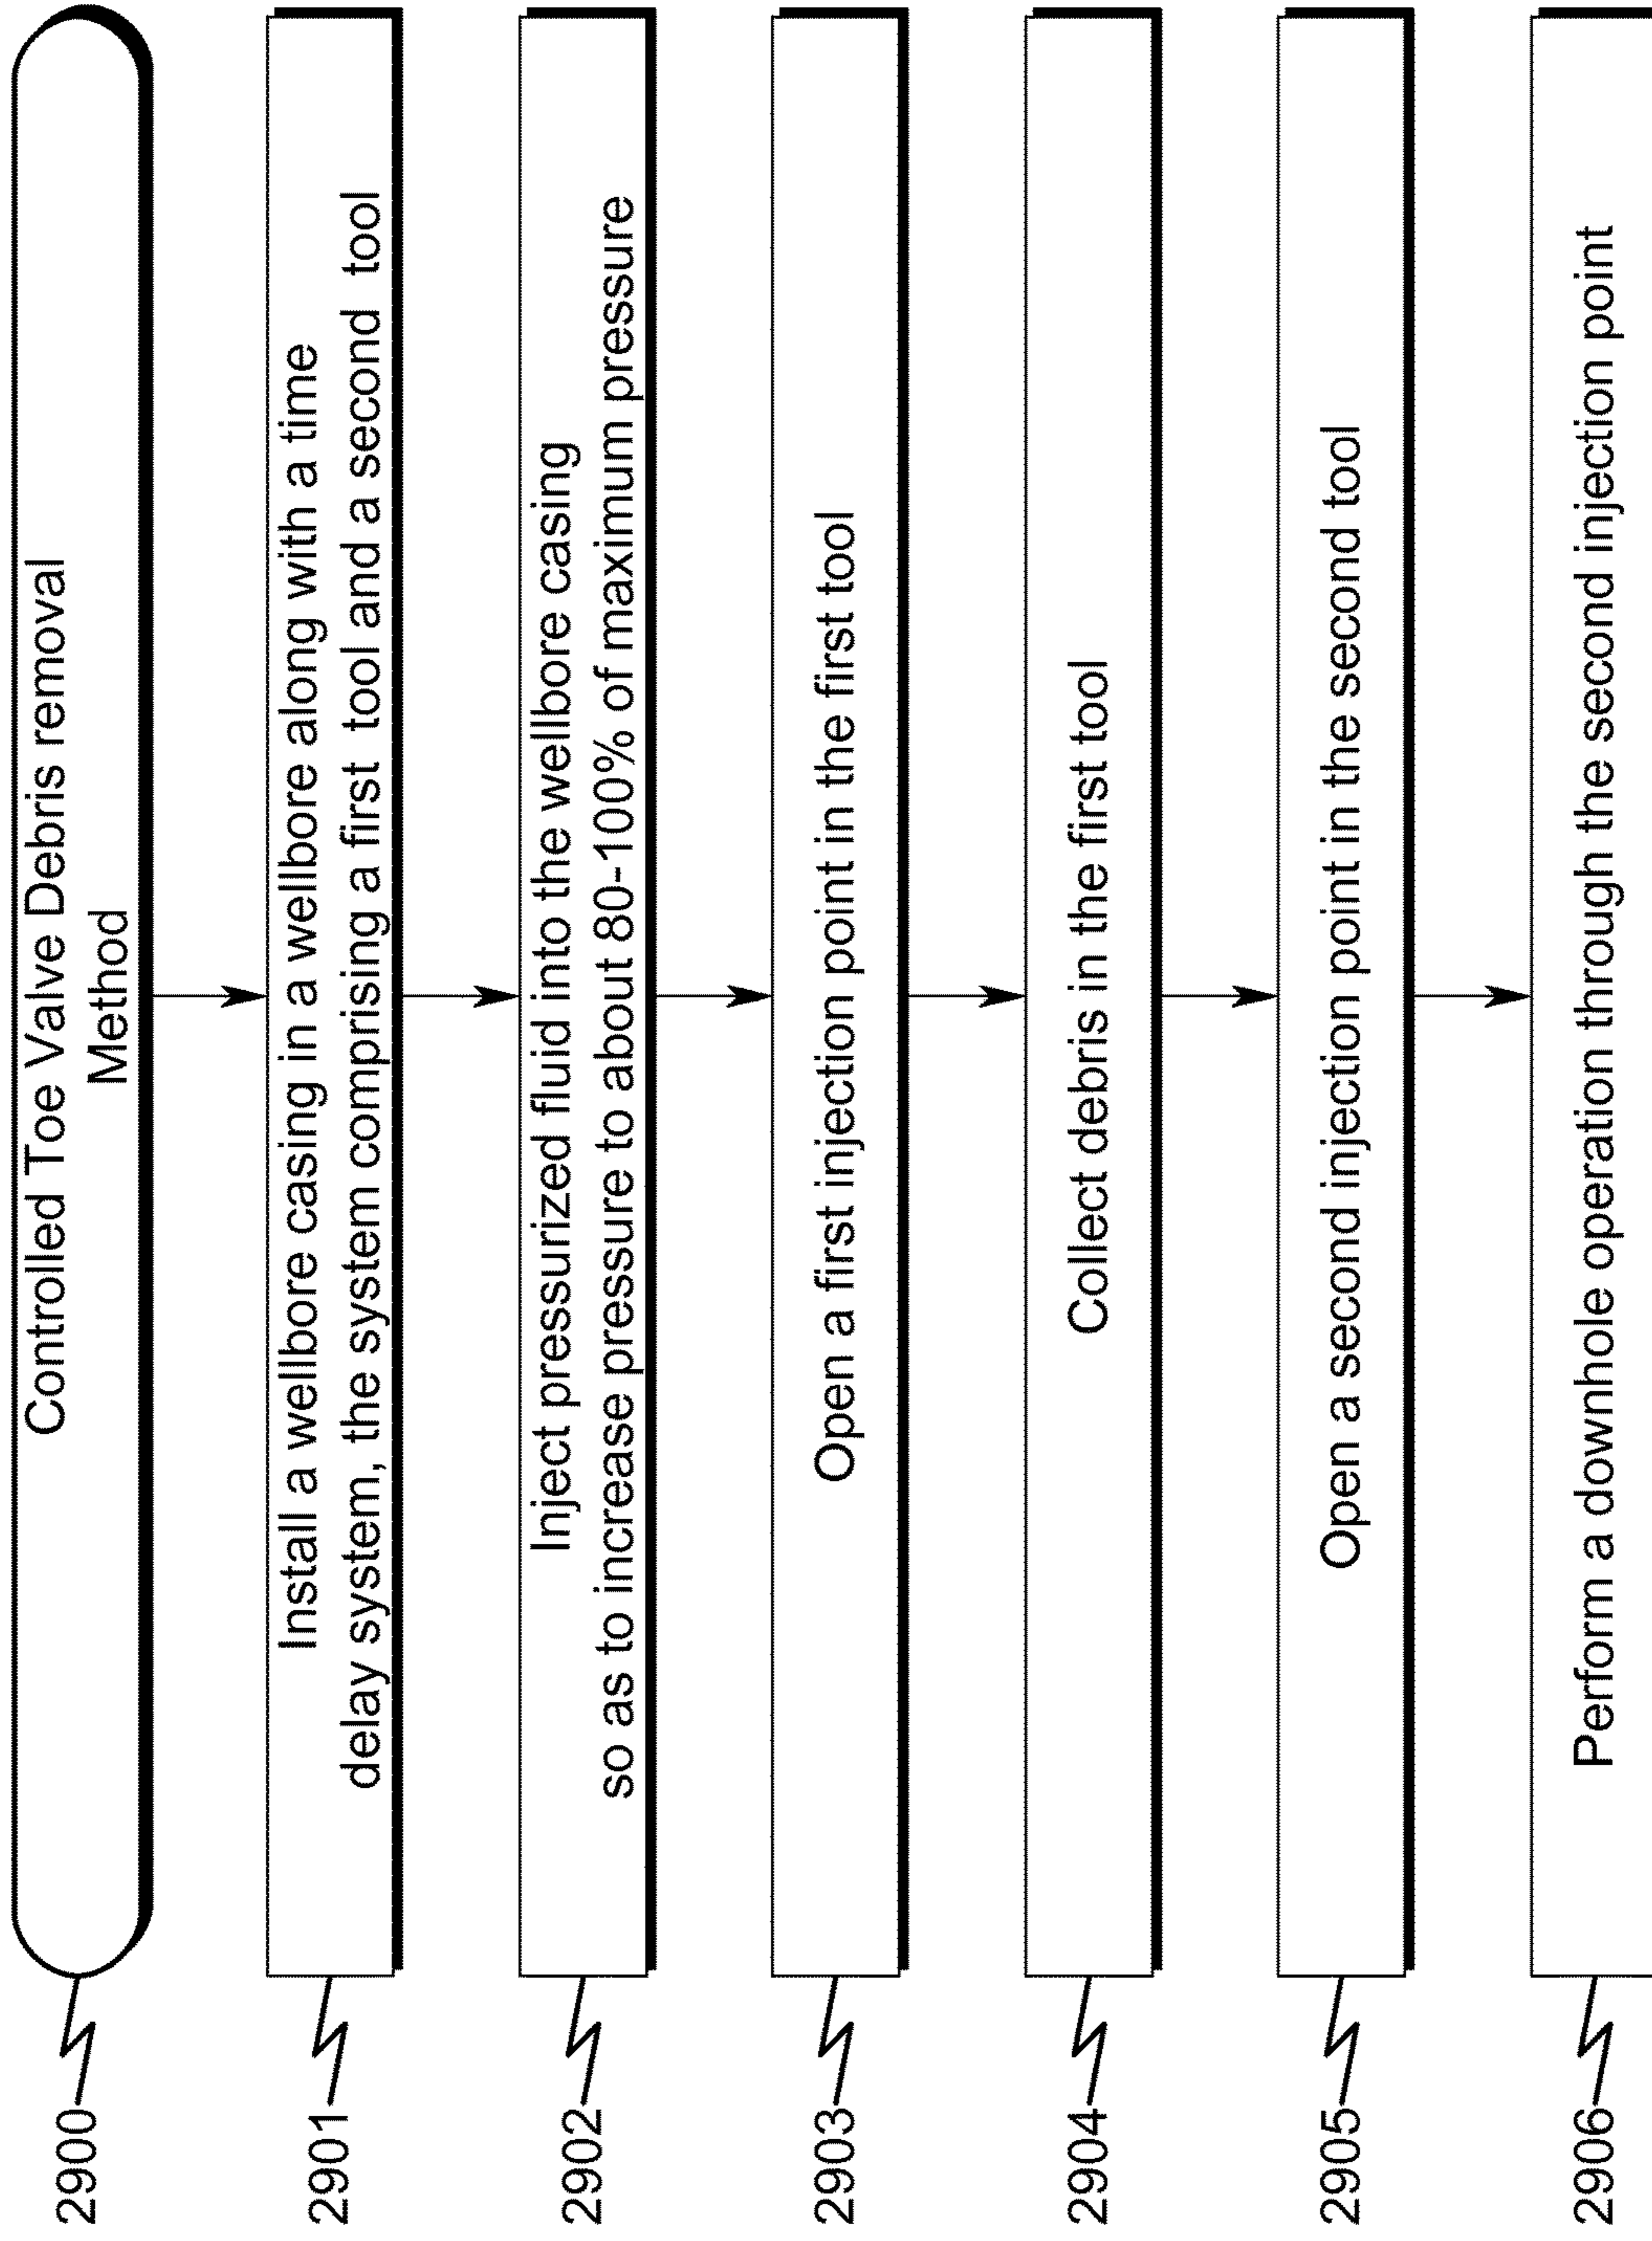 Controlled Toe Valve Debris removal
Method
2900
Install a wellbore casing in a wellbore along with a time
delay system, the system comprising a first tool and a second tool
2901
Inject pressurized fluid into the wellbore casing
so as to increase pressure to about 80-100% of maximum pressure
2902
Open a first injection point in the first tool
2903
Collect debris in the first tool
2904
Open a second injection point in the second tool
2905
Perform a downhole operation through the second injection point
2906